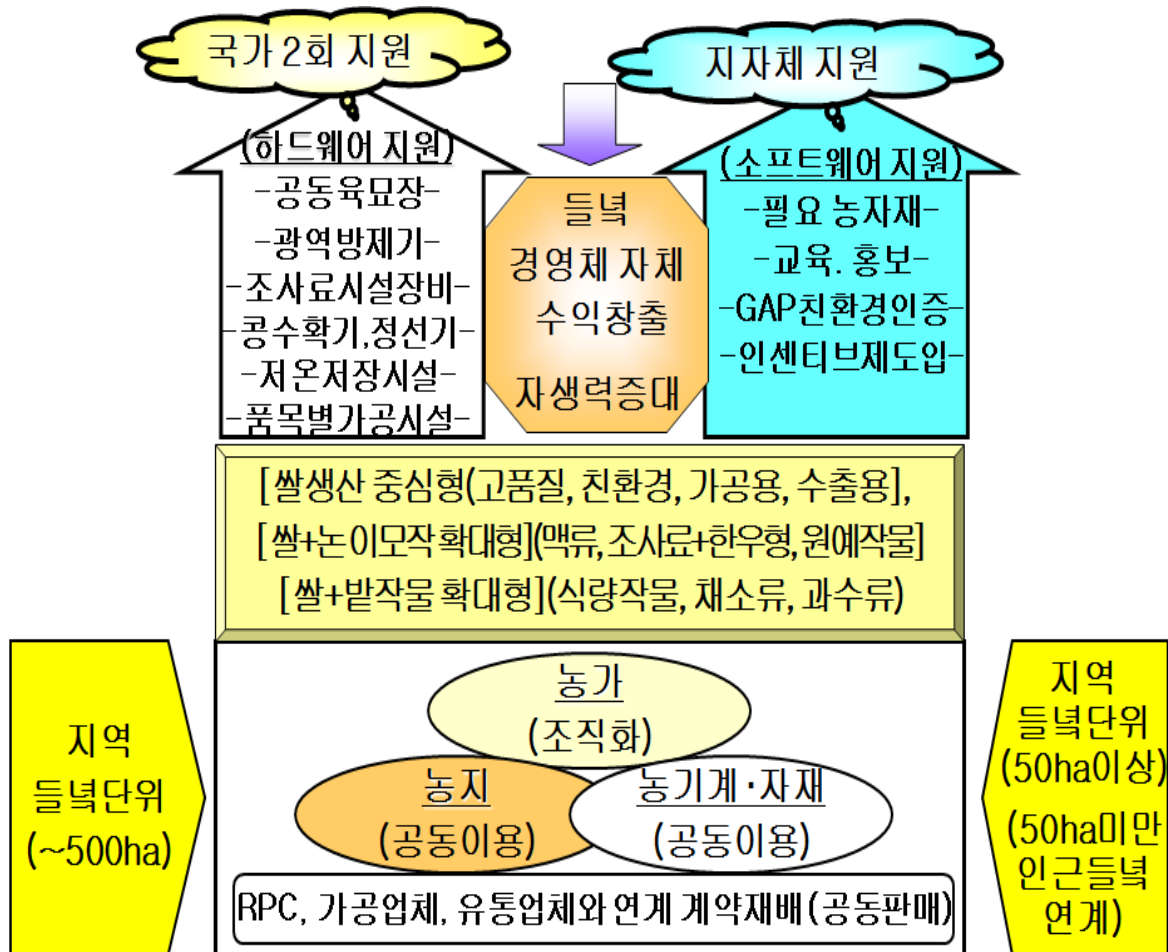 국가 2회 지원
(하드웨어 지원)
-공동육묘장-
-광역방제기-
-조사료시설장비-
-콩수확기,정선기-
-저온저장시설-
-품목별가공시설-
들녘
경영체 자체
수익창출
자생력증대
지자체 지원
(소프트웨어 지원)
-필요 농자재-
-교육. 홍보-
-GAP친환경인증-
-인센티브제도입-
[쌀생산 중심형(고품질, 친환경, 가공용, 수출용],
[쌀+논이모작확대형](맥류, 조사료+한우형, 원예작물]
[쌀+밭작물 확대형](식량작물, 채소류, 과수류)
지역
들녘단위
(~500ha)
농가
(조직화)
농지
(공동이용)
농기계·자재
(공동이용)
RPC, 가공업체, 유통업체와 연계 계약재배(공동판매)
지역
들녘단위
(50ha이상)
(50ha미만
인근들녘
연계)